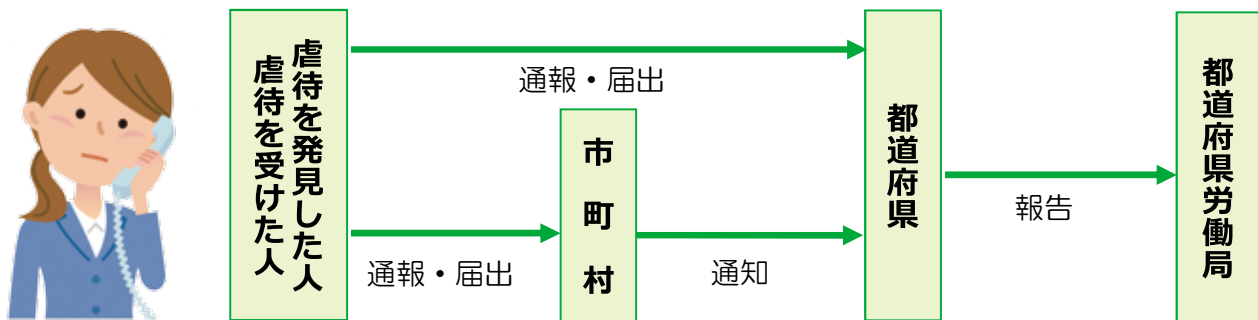 虐待を発見した人
虐待を受けた人
通報・届出
通報・届出
市町村
通知
都道府県
報告
都道府県労働局